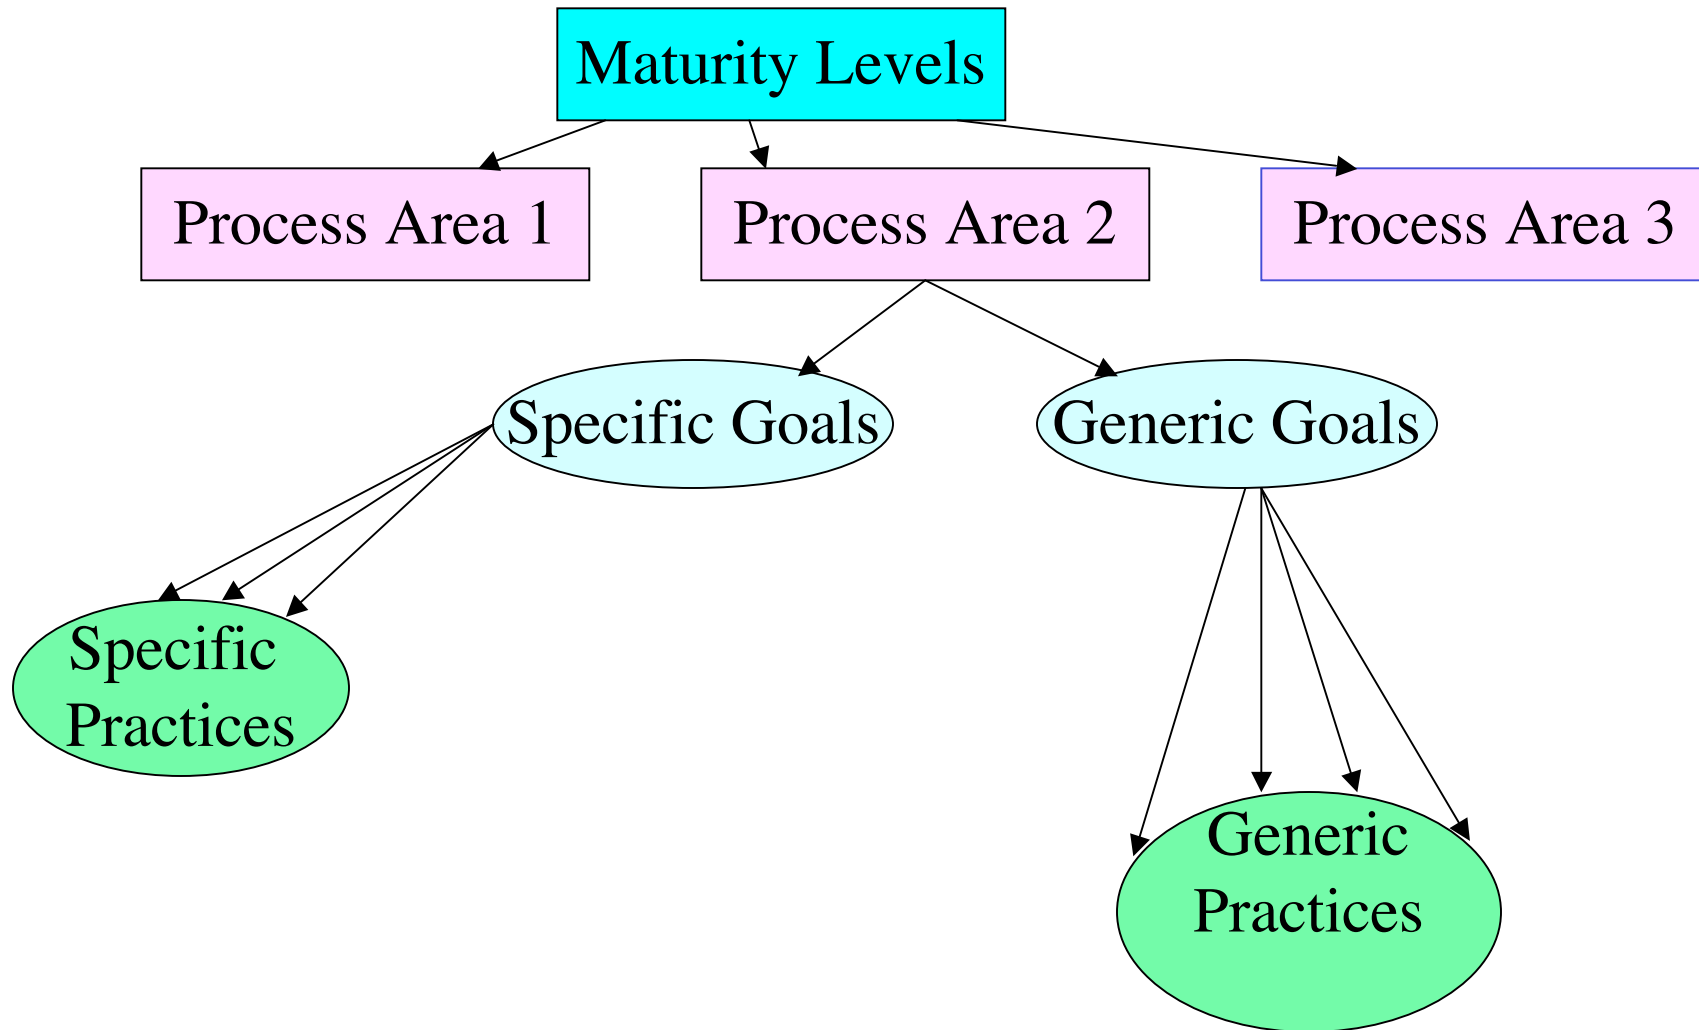 Maturity Levels
Process Area 1
Process Area 2
Process Area 3
Specific Goals
Generic Goals
Specific
Practices
Generic
Practices